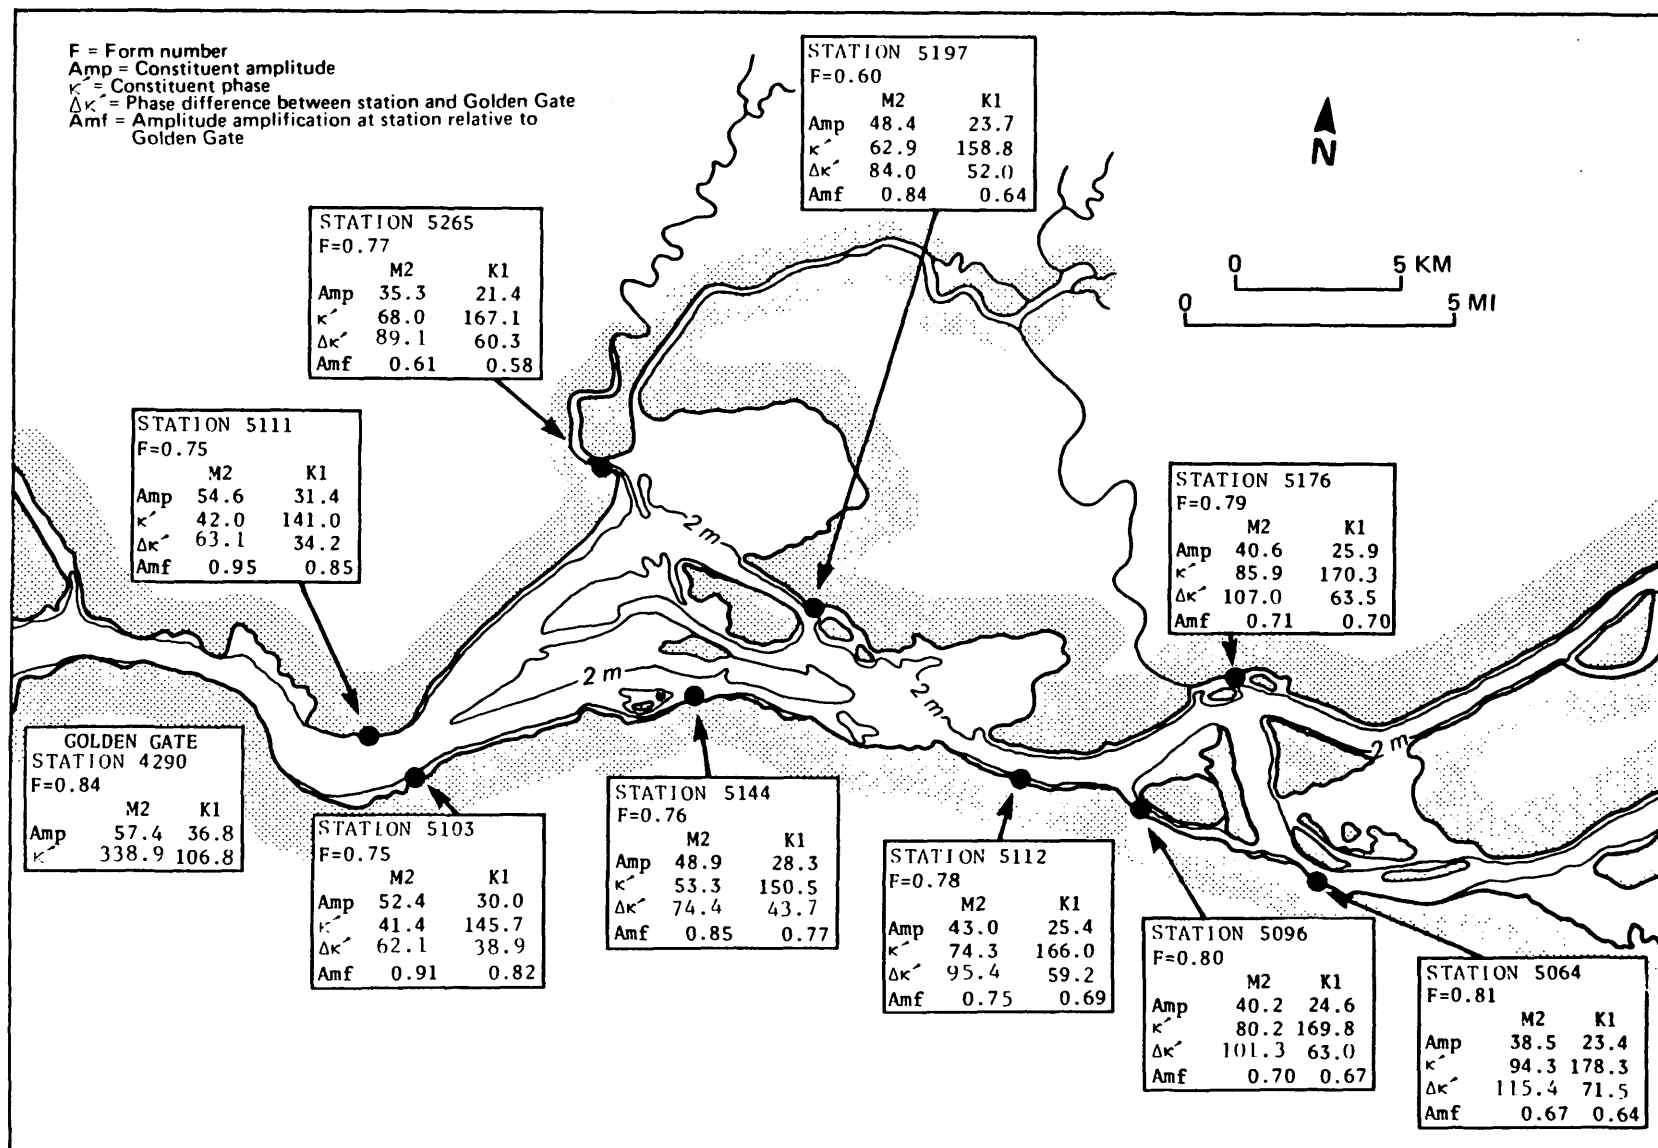 F = Form number
Amp = Constituent amplitude
κ´ = Constituent phase
Δκ´ = Phase difference between station and Golden Gate
Amf = Amplitude amplification at station relative to
Golden Gate
STATION 5197
F=0.60
M2 K1
Amp 48.4 23.7
κ´ 62.9 158.8
Δκ´ 84.0 52.0
Amf 0.84 0.64
N
0 5 KM
0 5 MI
STATION 5265
F=0.77
M2 K1
Amp 35.3 21.4
κ´ 68.0 167.1
Δκ´ 89.1 60.3
Amf 0.61 0.58
STATION 5111
F=0.75
M2 K1
Amp 54.6 31.4
κ´ 42.0 141.0
Δκ´ 63.1 34.2
Amf 0.95 0.85
STATION 5176
F=0.79
M2 K1
Amp 40.6 25.9
κ´ 85.9 170.3
Δκ´ 107.0 63.5
Amf 0.71 0.70
2 m
2 m
2 m
2 m
GOLDEN GATE
STATION 4290
F=0.84
M2 K1
Amp 57.4 36.8
κ´ 338.9 106.8
STATION 5103
F=0.75
M2 K1
Amp 52.4 30.0
κ´ 41.4 145.7
Δκ´ 62.1 38.9
Amf 0.91 0.82
STATION 5144
F=0.76
M2 K1
Amp 48.9 28.3
κ´ 53.3 150.5
Δκ´ 74.4 43.7
Amf 0.85 0.77
STATION 5112
F=0.78
M2 K1
Amp 43.0 25.4
κ´ 74.3 166.0
Δκ´ 95.4 59.2
Amf 0.75 0.69
STATION 5096
F=0.80
M2 K1
Amp 40.2 24.6
κ´ 80.2 169.8
Δκ´ 101.3 63.0
Amf 0.70 0.67
STATION 5064
F=0.81
M2 K1
Amp 38.5 23.4
κ´ 94.3 178.3
Δκ´ 115.4 71.5
Amf 0.67 0.64